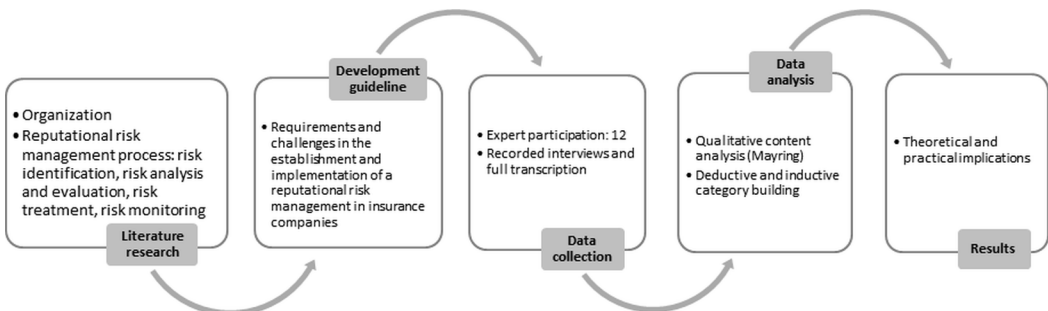 • Organization
• Reputational risk
management process: risk
identification, risk analysis
and evaluation, risk
treatment, risk monitoring
Literature
research
Development
guideline
• Requirements and
challenges in the
establishment and
implementation of a
reputational risk
management in insurance
companies
• Expert participation: 12
• Recorded interviews and
full transcription
Data
collection
Data
analysis
• Qualitative content
analysis (Mayring)
• Deductive and inductive
category building
• Theoretical and
practical implications
Results